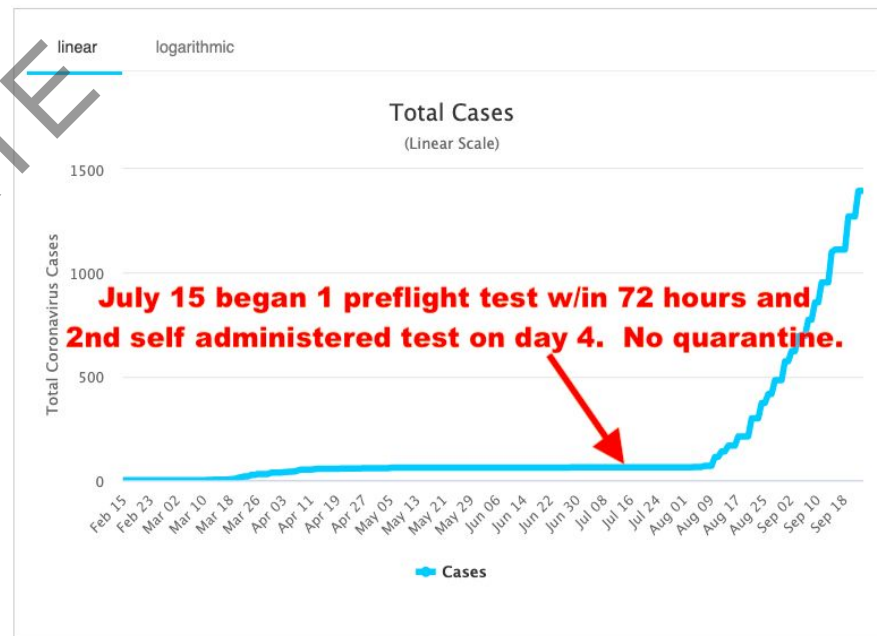 linear logarithmic
Total Cases
(Linear Scale)
1500
1000
500
0
Total Coronavirus Cases
July 15 began 1 preflight test w/in 72 hours and
2nd self administered test on day 4. No quarantine.
Feb 15 Feb 23 Mar 02 Mar 10 Mar 18 Mar 26 Apr 03 Apr 11 Apr 19 Apr 27 May 05 May 13 May 21 May 29 Jun 06 Jun 14 Jun 22 Jun 30 Jul 08 Jul 16 Jul 24 Aug 01 Aug 09 Aug 17 Aug 25 Sep 02 Sep 10 Sep 18
Cases